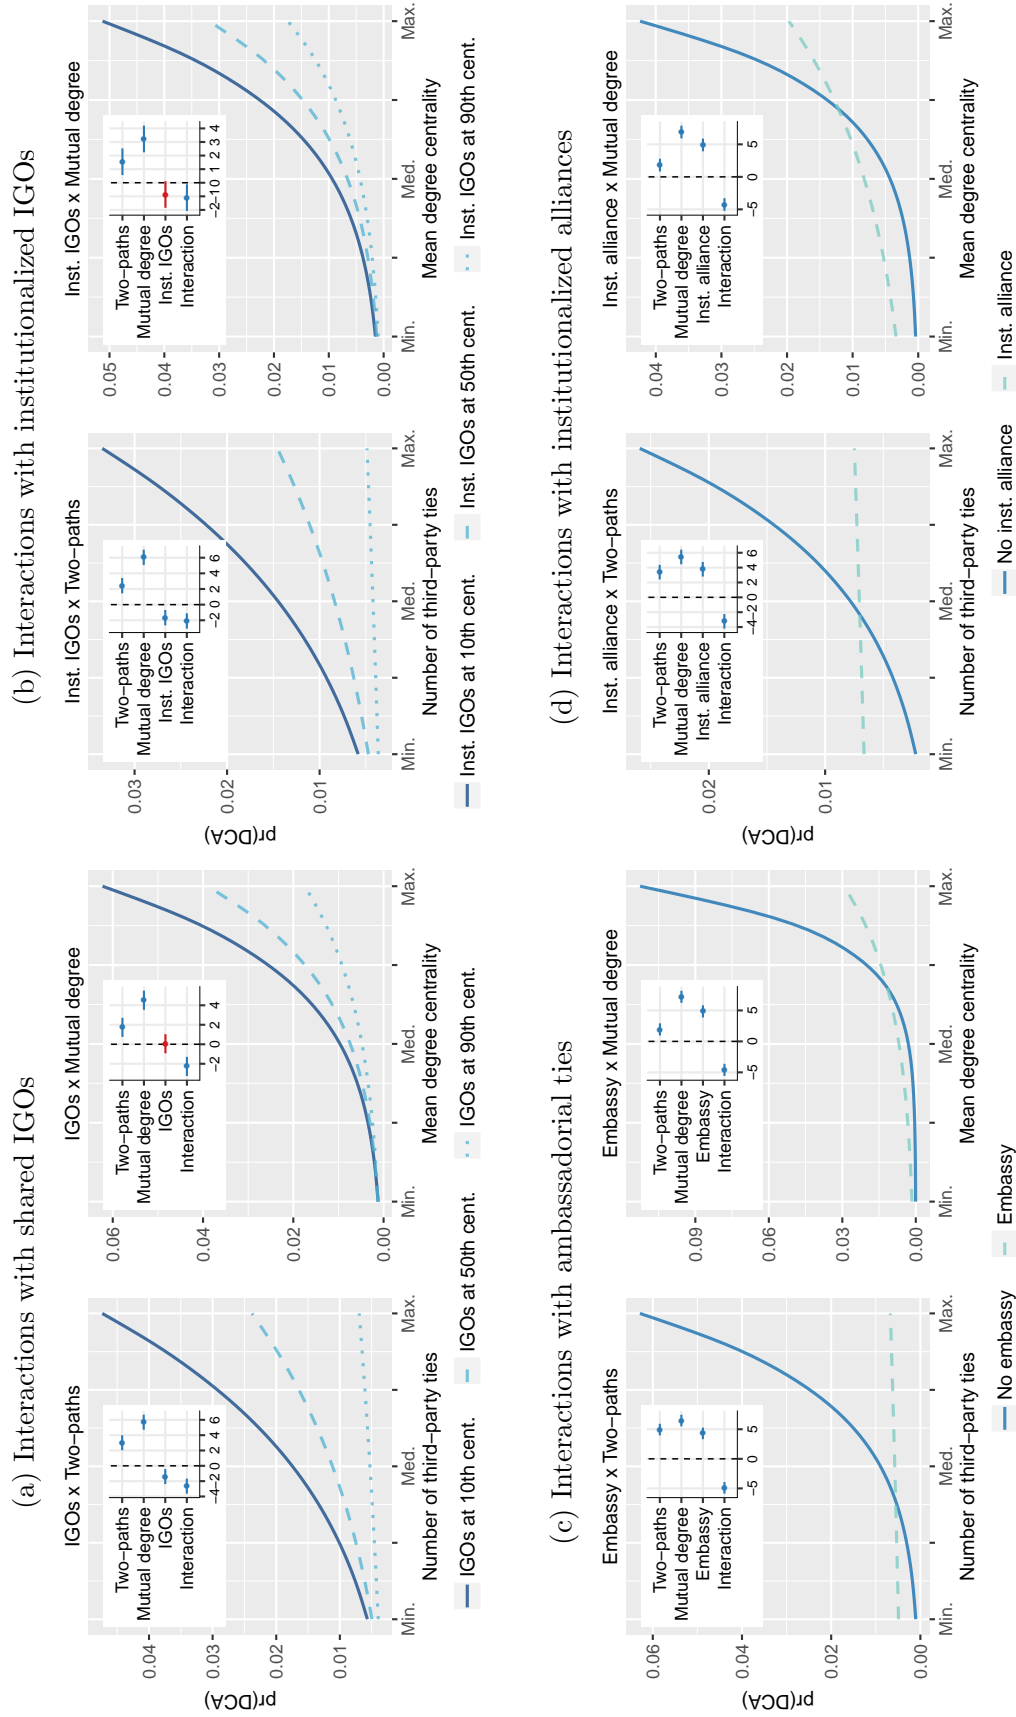 (a) Interactions with shared IGOs
IGOs x Two−paths
pr(DCA)
0.04
0.03
0.02
0.01
Two−paths
Mutual degree
IGOs
Interaction
−4 −2 0 2 4 6
Min. Med. Max.
Number of third−party ties
IGOs x Mutual degree
0.06
0.04
0.02
0.00
Two−paths
Mutual degree
IGOs
Interaction
−2 0 2 4
Min. Med. Max.
Mean degree centrality
IGOs at 10th cent. IGOs at 50th cent. IGOs at 90th cent.
(b) Interactions with institutionalized IGOs
Inst. IGOs x Two−paths
pr(DCA)
0.03
0.02
0.01
Two−paths
Mutual degree
Inst. IGOs
Interaction
−2 0 2 4 6
Min. Med. Max.
Number of third−party ties
Inst. IGOs x Mutual degree
0.05
0.04
0.03
0.02
0.01
0.00
Two−paths
Mutual degree
Inst. IGOs
Interaction
−2 −1 0 1 2 3 4
Min. Med. Max.
Mean degree centrality
Inst. IGOs at 10th cent. Inst. IGOs at 50th cent. Inst. IGOs at 90th cent.
(c) Interactions with ambassadorial ties
Embassy x Two−paths
pr(DCA)
0.06
0.04
0.02
0.00
Two−paths
Mutual degree
Embassy
Interaction
−5 0 5
Min. Med. Max.
Number of third−party ties
Embassy x Mutual degree
0.09
0.06
0.03
0.00
Two−paths
Mutual degree
Embassy
Interaction
−5 0 5
Min. Med. Max.
Mean degree centrality
No embassy Embassy
(d) Interactions with institutionalized alliances
Inst. alliance x Two−paths
pr(DCA)
0.02
0.01
Two−paths
Mutual degree
Inst. alliance
Interaction
−4 −2 0 2 4 6
Min. Med. Max.
Number of third−party ties
Inst. alliance x Mutual degree
0.04
0.03
0.02
0.01
0.00
Two−paths
Mutual degree
Inst. alliance
Interaction
−5 0 5
Min. Med. Max.
Mean degree centrality
No inst. alliance Inst. alliance